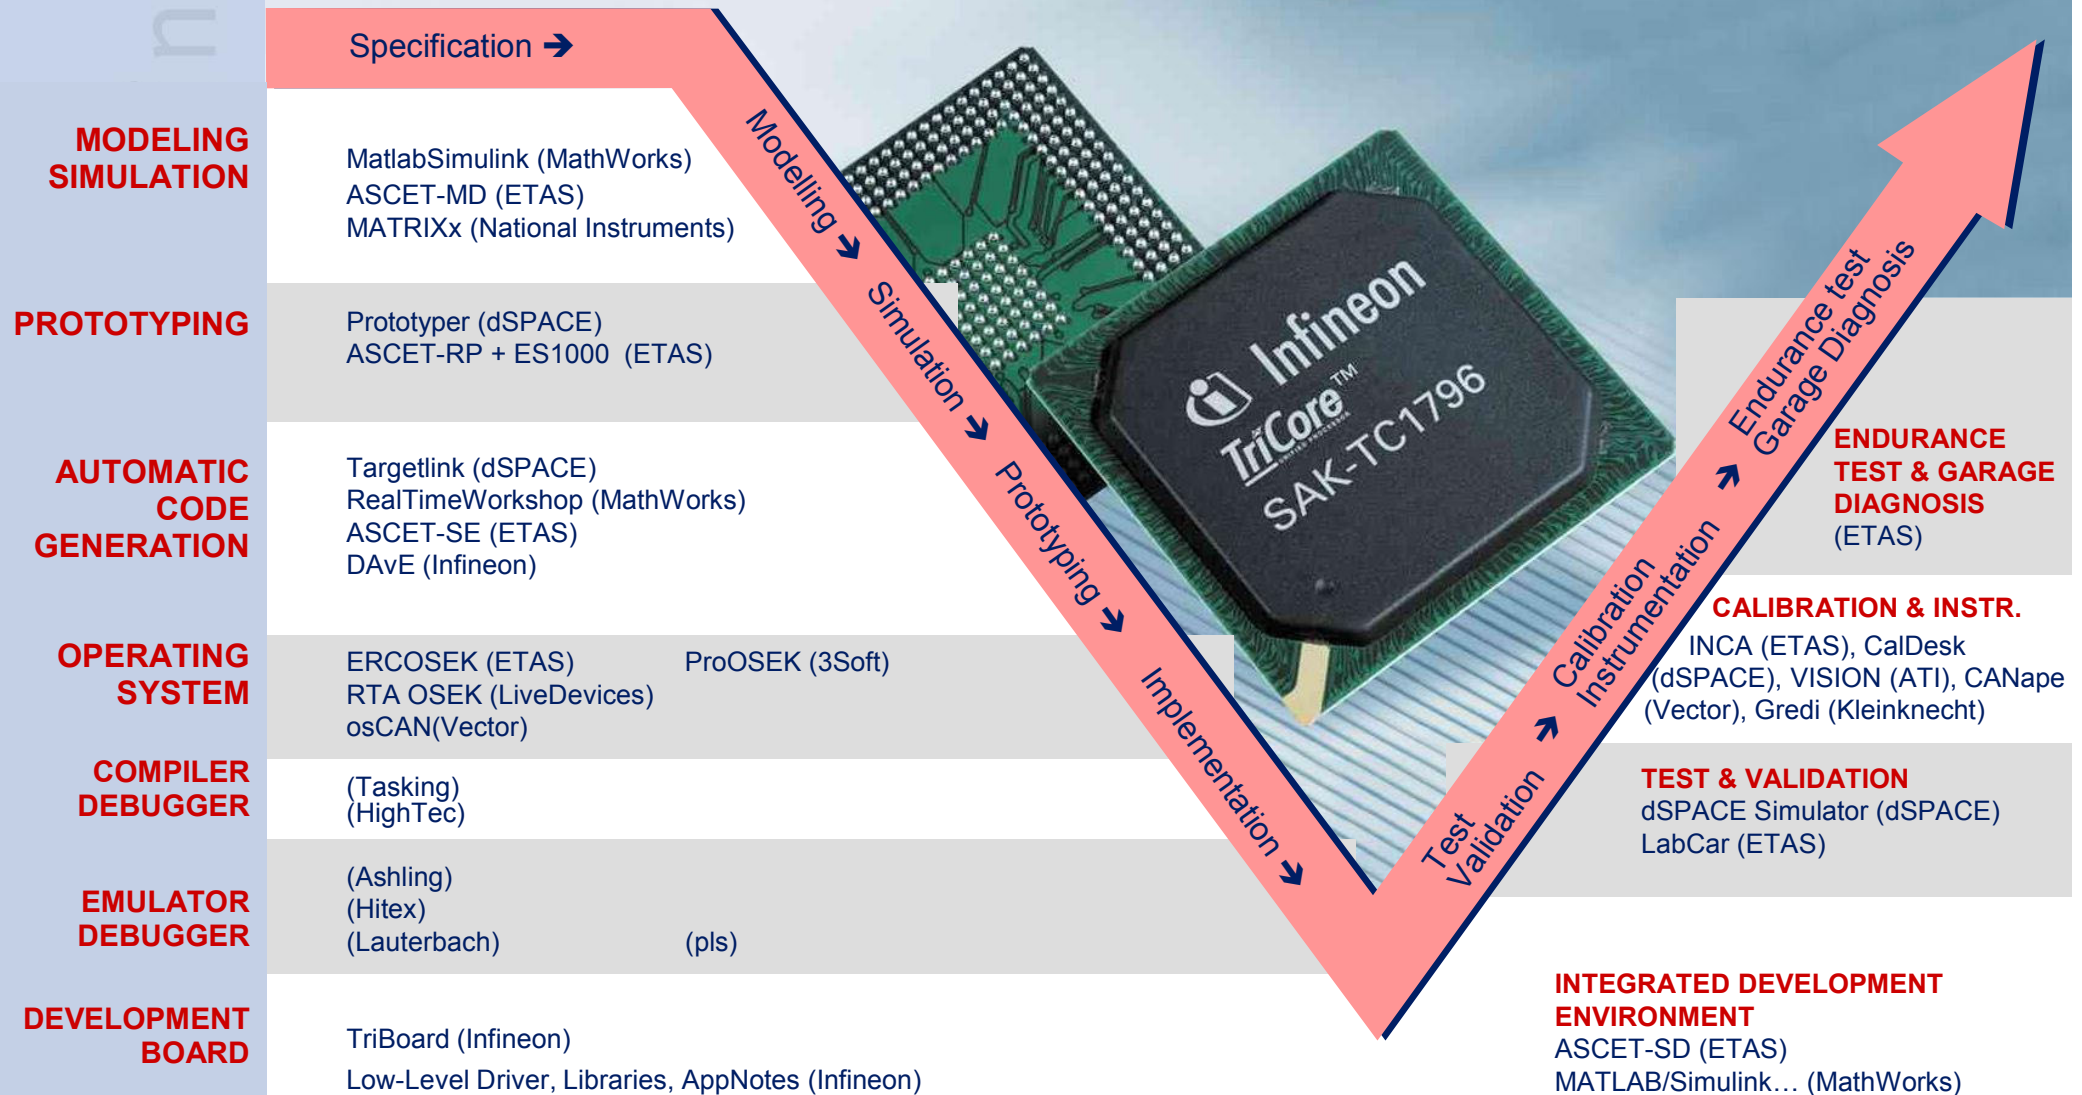 Specification ➔
MODELING
SIMULATION
MatlabSimulink (MathWorks)
ASCET-MD (ETAS)
MATRIXx (National Instruments)
PROTOTYPING
Prototyper (dSPACE)
ASCET-RP + ES1000 (ETAS)
AUTOMATIC
CODE
GENERATION
Targetlink (dSPACE)
RealTimeWorkshop (MathWorks)
ASCET-SE (ETAS)
DAvE (Infineon)
OPERATING
SYSTEM
ERCOSEK (ETAS) ProOSEK (3Soft)
RTA OSEK (LiveDevices)
osCAN(Vector)
COMPILER
DEBUGGER
(Tasking)
(HighTec)
EMULATOR
DEBUGGER
(Ashling)
(Hitex)
(Lauterbach) (pls)
DEVELOPMENT
BOARD
TriBoard (Infineon)
Low-Level Driver, Libraries, AppNotes (Infineon)
Modelling ➔ Simulation ➔ Prototyping ➔ Implementation ➔
Infineon
TriCore™
UNIFIED PROCESSOR
SAK-TC1796
Test
Validation ➔
Calibration
Instrumentation ➔
Endurance test
Garage Diagnosis
ENDURANCE
TEST & GARAGE
DIAGNOSIS
(ETAS)
CALIBRATION & INSTR.
INCA (ETAS), CalDesk
(dSPACE), VISION (ATI), CANape
(Vector), Gredi (Kleinknecht)
TEST & VALIDATION
dSPACE Simulator (dSPACE)
LabCar (ETAS)
INTEGRATED DEVELOPMENT
ENVIRONMENT
ASCET-SD (ETAS)
MATLAB/Simulink… (MathWorks)